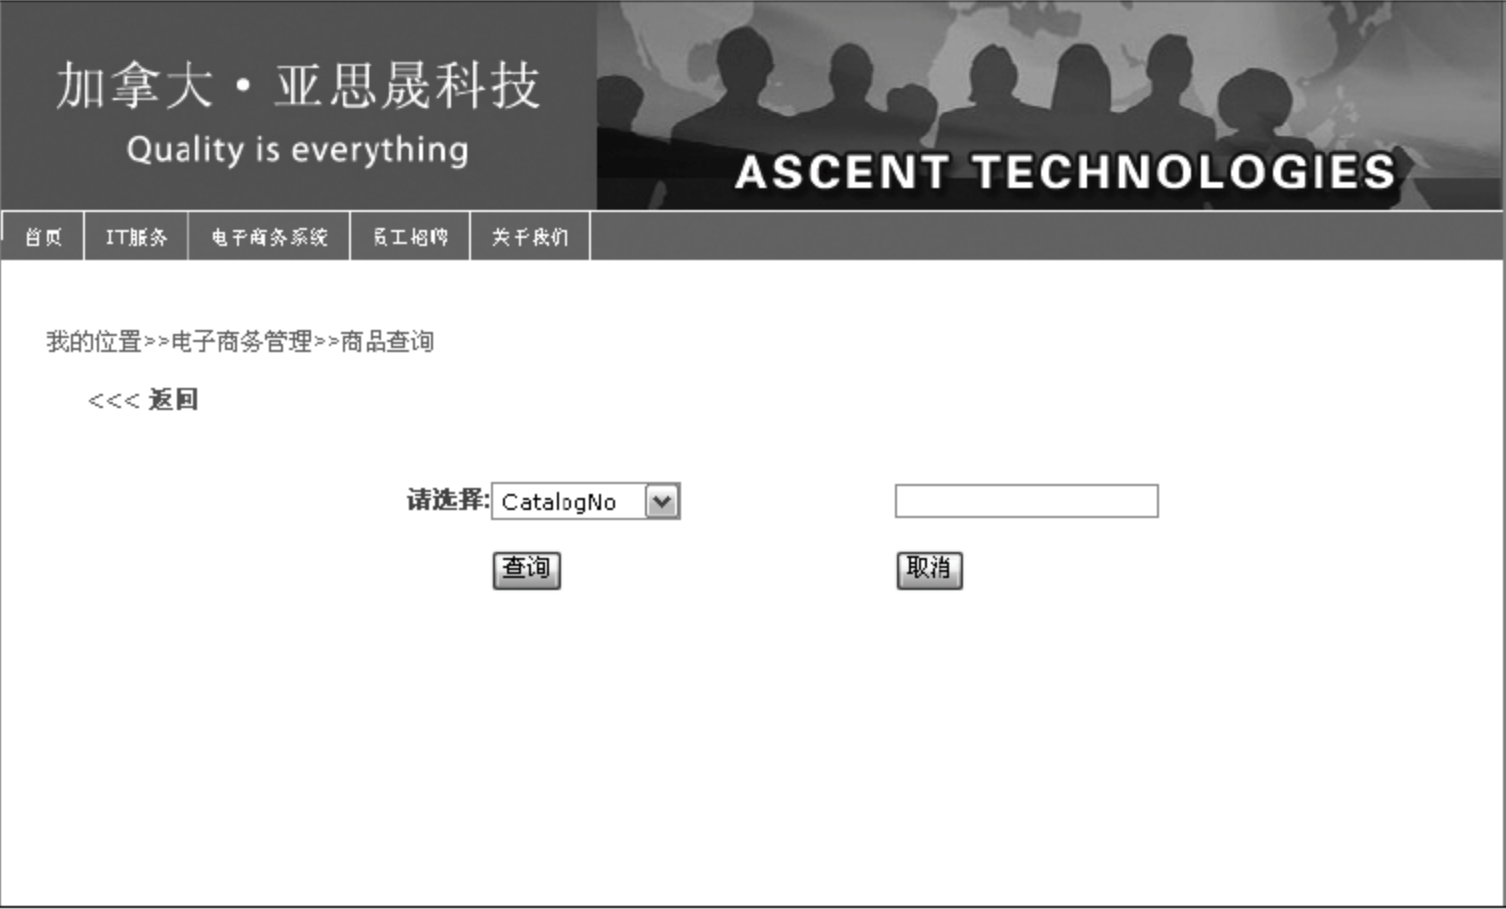 加拿大·亚思晟科技
Quality is everything
ASCENT TECHNOLOGIES
首页 IT服务 电子商务系统 员工招聘 关于我们
我的位置>>电子商务管理>>商品查询
<<< 返回
请选择: CatalogNo
查询 取消